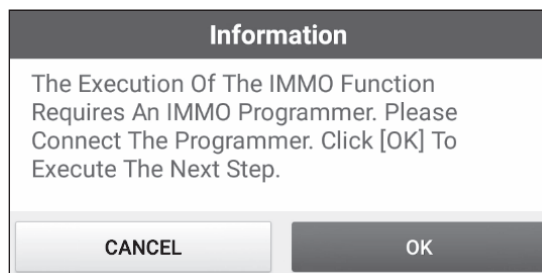 Information
The Execution Of The IMMO Function
Requires An IMMO Programmer. Please
Connect The Programmer. Click [OK] To
Execute The Next Step.
CANCEL
OK